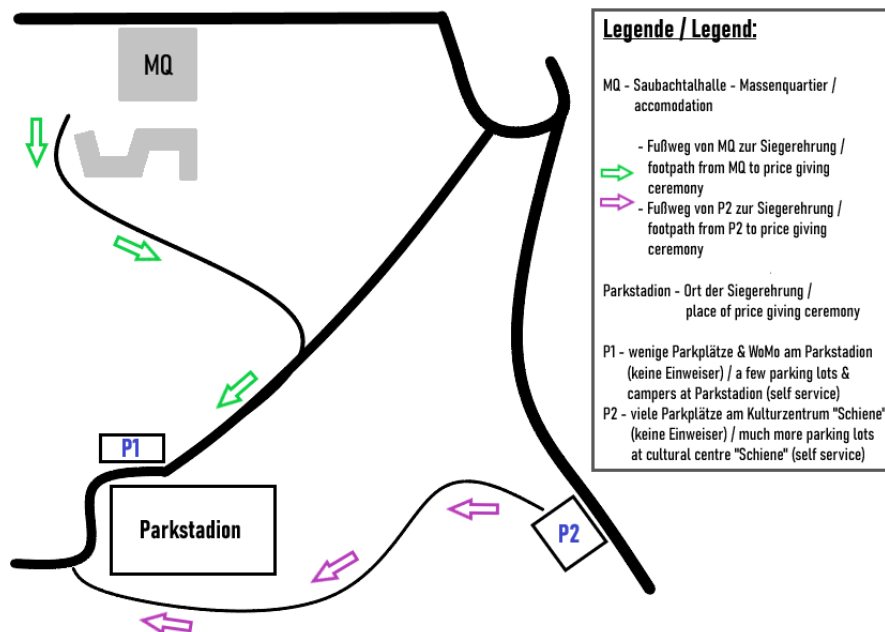 MQ
P1
Parkstadion
P2
Legende / Legend:
MQ - Saubachtalhalle - Massenquartier /
accomodation
- Fußweg von MQ zur Siegerehrung /
footpath from MQ to price giving
ceremony
- Fußweg von P2 zur Siegerehrung /
footpath from P2 to price giving
ceremony
Parkstadion - Ort der Siegerehrung /
place of price giving ceremony
P1 - wenige Parkplätze & WoMo am Parkstadion
(keine Einweiser) / a few parking lots &
campers at Parkstadion (self service)
P2 - viele Parkplätze am Kulturzentrum "Schiene"
(keine Einweiser) / much more parking lots
at cultural centre "Schiene" (self service)